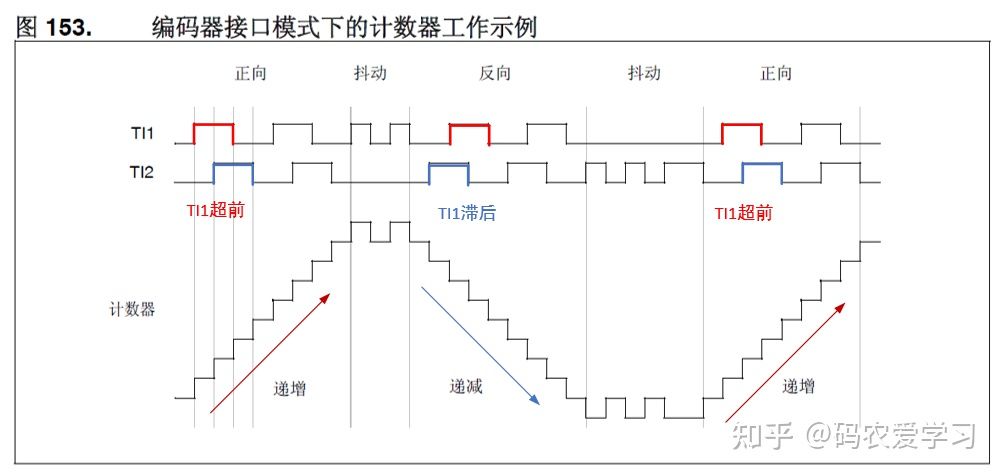 图 153. 编码器接口模式下的计数器工作示例
正向 抖动 反向 抖动 正向
TI1
TI2
TI1超前 TI1滞后 TI1超前
计数器
递增 递减 递增
知乎 @码农爱学习